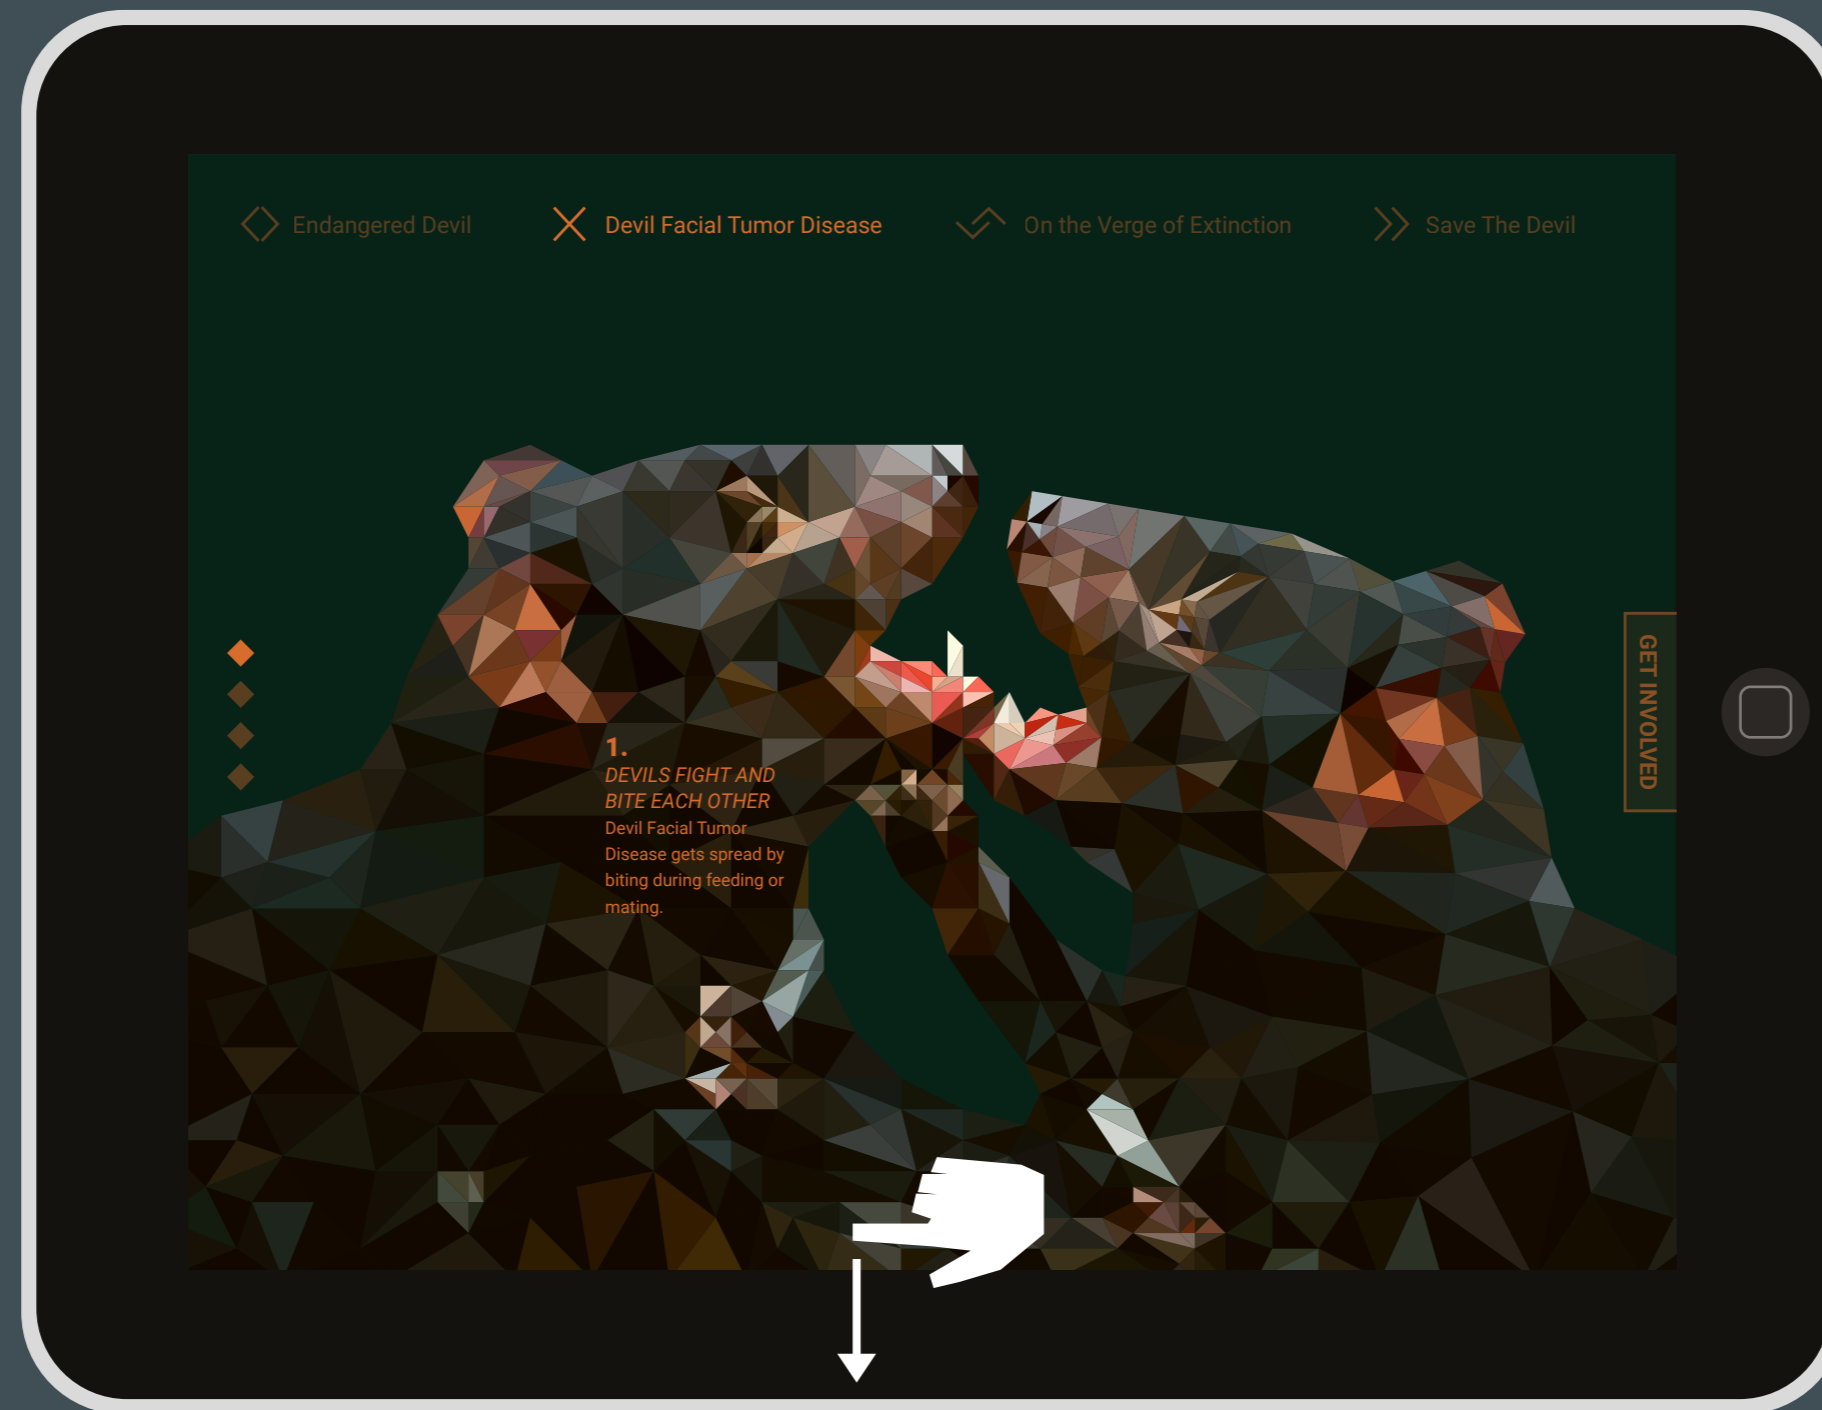 Endangered Devil
Devil Facial Tumor Disease
On the Verge of Extinction
Save The Devil
GET INVOLVED
1.
DEVILS FIGHT AND
BITE EACH OTHER
Devil Facial Tumor
Disease gets spread by
biting during feeding or
mating.